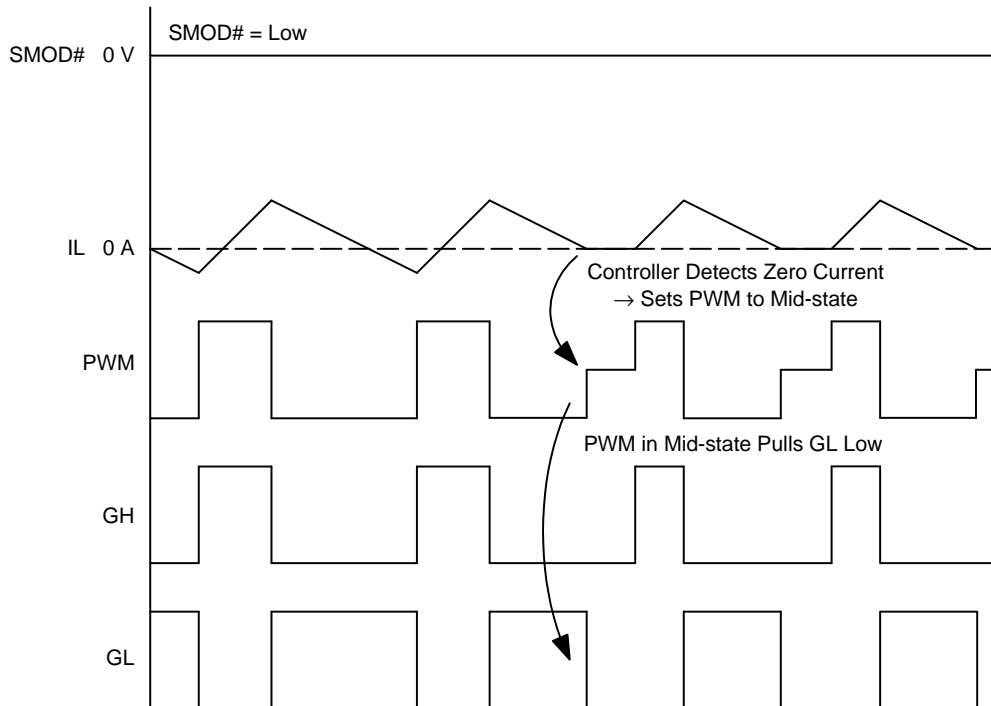 SMOD# = Low
SMOD# 0 V
IL 0 A
Controller Detects Zero Current
→ Sets PWM to Mid-state
PWM
PWM in Mid-state Pulls GL Low
GH
GL